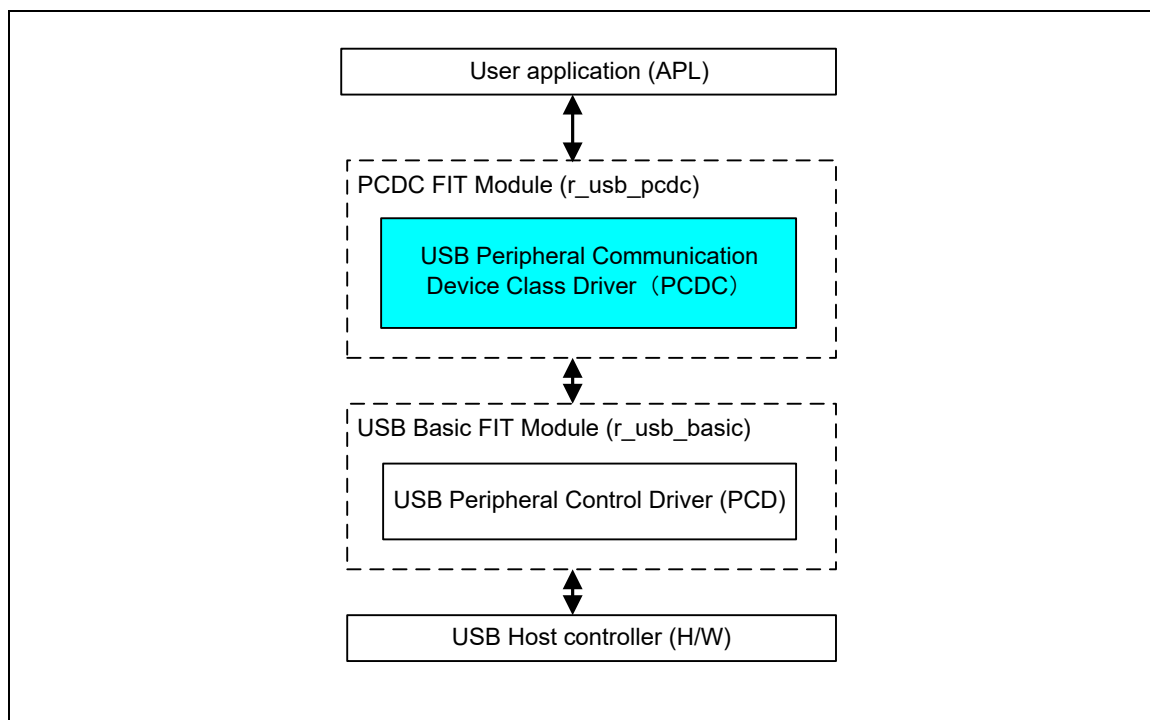 User application (APL)
PCDC FIT Module (r_usb_pcdc)
USB Peripheral Communication
Device Class Driver（PCDC）
USB Basic FIT Module (r_usb_basic)
USB Peripheral Control Driver (PCD)
USB Host controller (H/W)